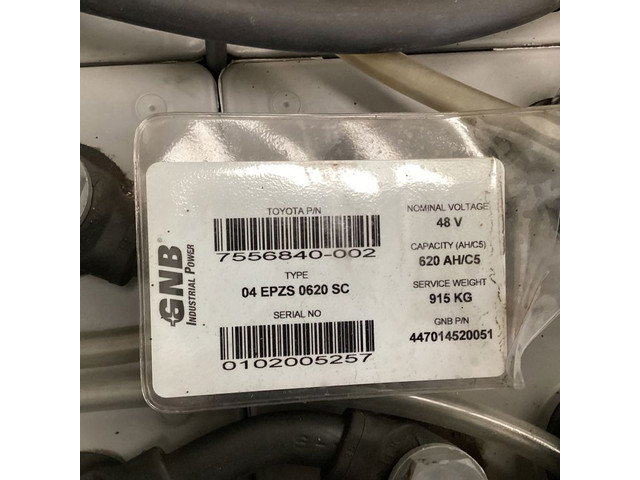 GNB
INDUSTRIAL POWER
TOYOTA P/N
7556840-002
TYPE
04 EPZS 0620 SC
SERIAL NO
0102005257
NOMINAL VOLTAGE
48 V
CAPACITY (AH/C5)
620 AH/C5
SERVICE WEIGHT
915 KG
GNB P/N
447014520051